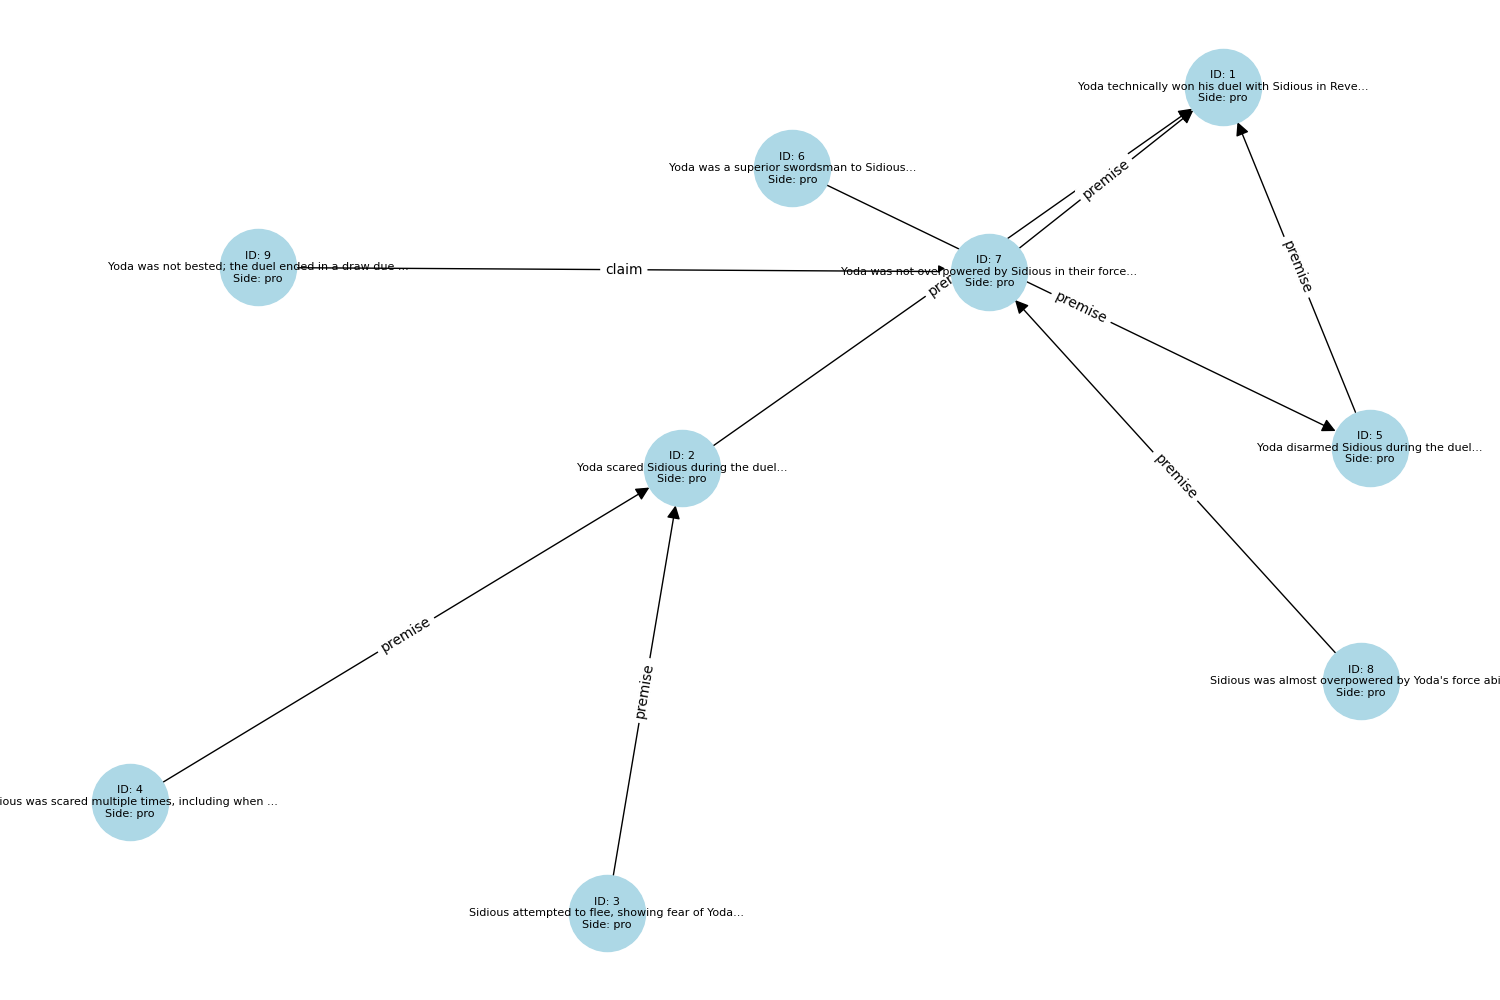 ID: 1
Yoda technically won his duel with Sidious in Reve...
Side: pro
ID: 6
Yoda was a superior swordsman to Sidious...
Side: pro
premise
ID: 9
Yoda was not bested; the duel ended in a draw due ...
Side: pro
claim
ID: 7
Yoda was not overpowered by Sidious in their force...
Side: pro
premise
premise
ID: 2
Yoda scared Sidious during the duel...
Side: pro
ID: 5
Yoda disarmed Sidious during the duel...
Side: pro
premise
premise
ID: 8
Sidious was almost overpowered by Yoda's force abi
Side: pro
premise
ID: 4
ious was scared multiple times, including when ...
Side: pro
ID: 3
Sidious attempted to flee, showing fear of Yoda...
Side: pro